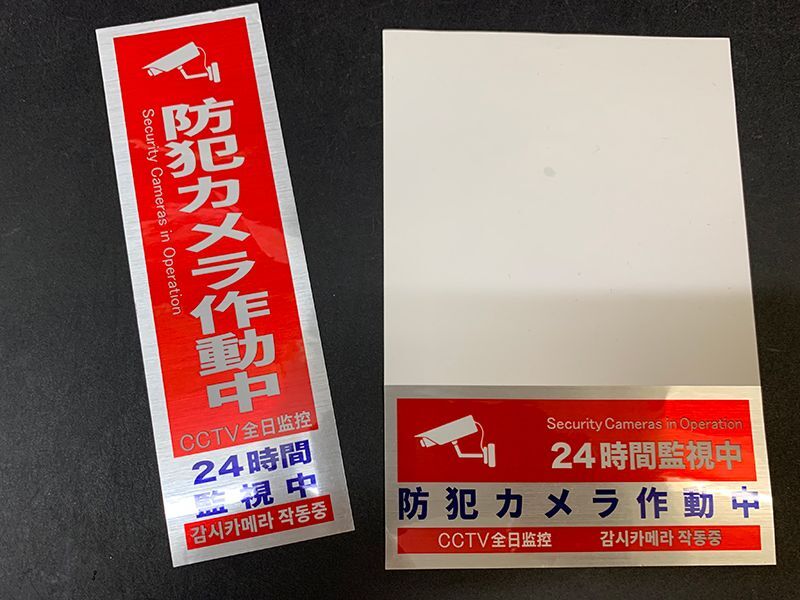 防犯カメラ作動中
Security Cameras in Operation
CCTV全日监控
24時間
監視中
감시카메라 작동중
Security Cameras in Operation
24時間監視中
防犯カメラ作動中
CCTV全日监控
감시카메라 작동중